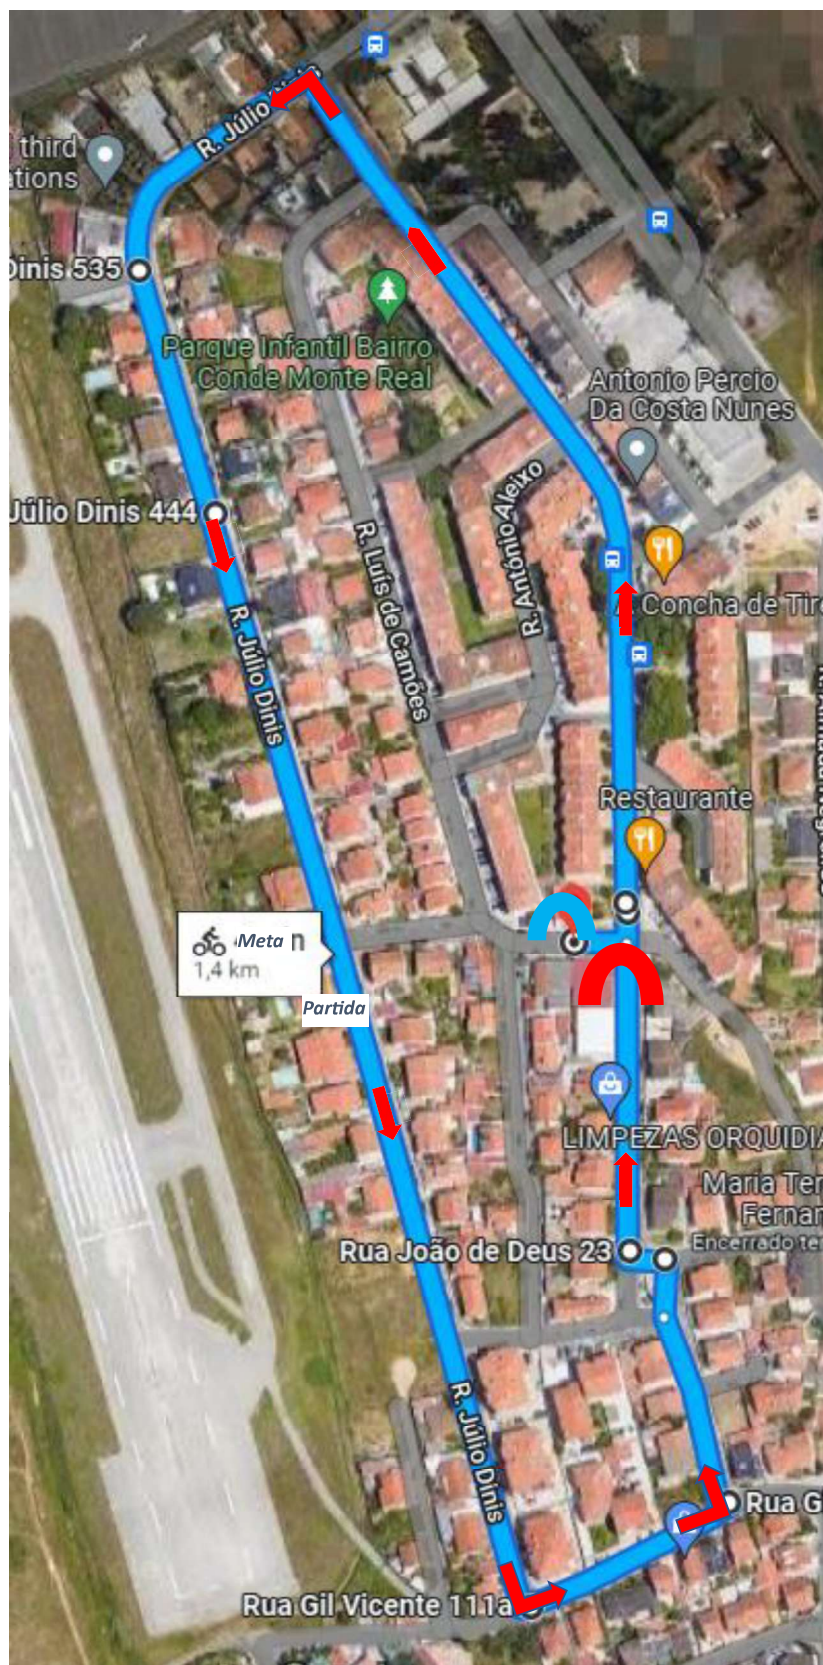 R. Júlio
third
ations
Dinis 535
Parque Infantil Bairro
Conde Monte Real
Antonio Percio
Da Costa Nunes
R. António Aleixo
Júlio Dinis 444
R. Luís de Camões
A Concha de Tire
R. Júlio Dinis
Restaurante
Meta n
1,4 km
Partida
LIMPEZAS ORQUIDIA
Maria Ter
Fernan
Encerrado te
Rua João de Deus 23
R. Júlio Dinis
Rua G
Rua Gil Vicente 111a